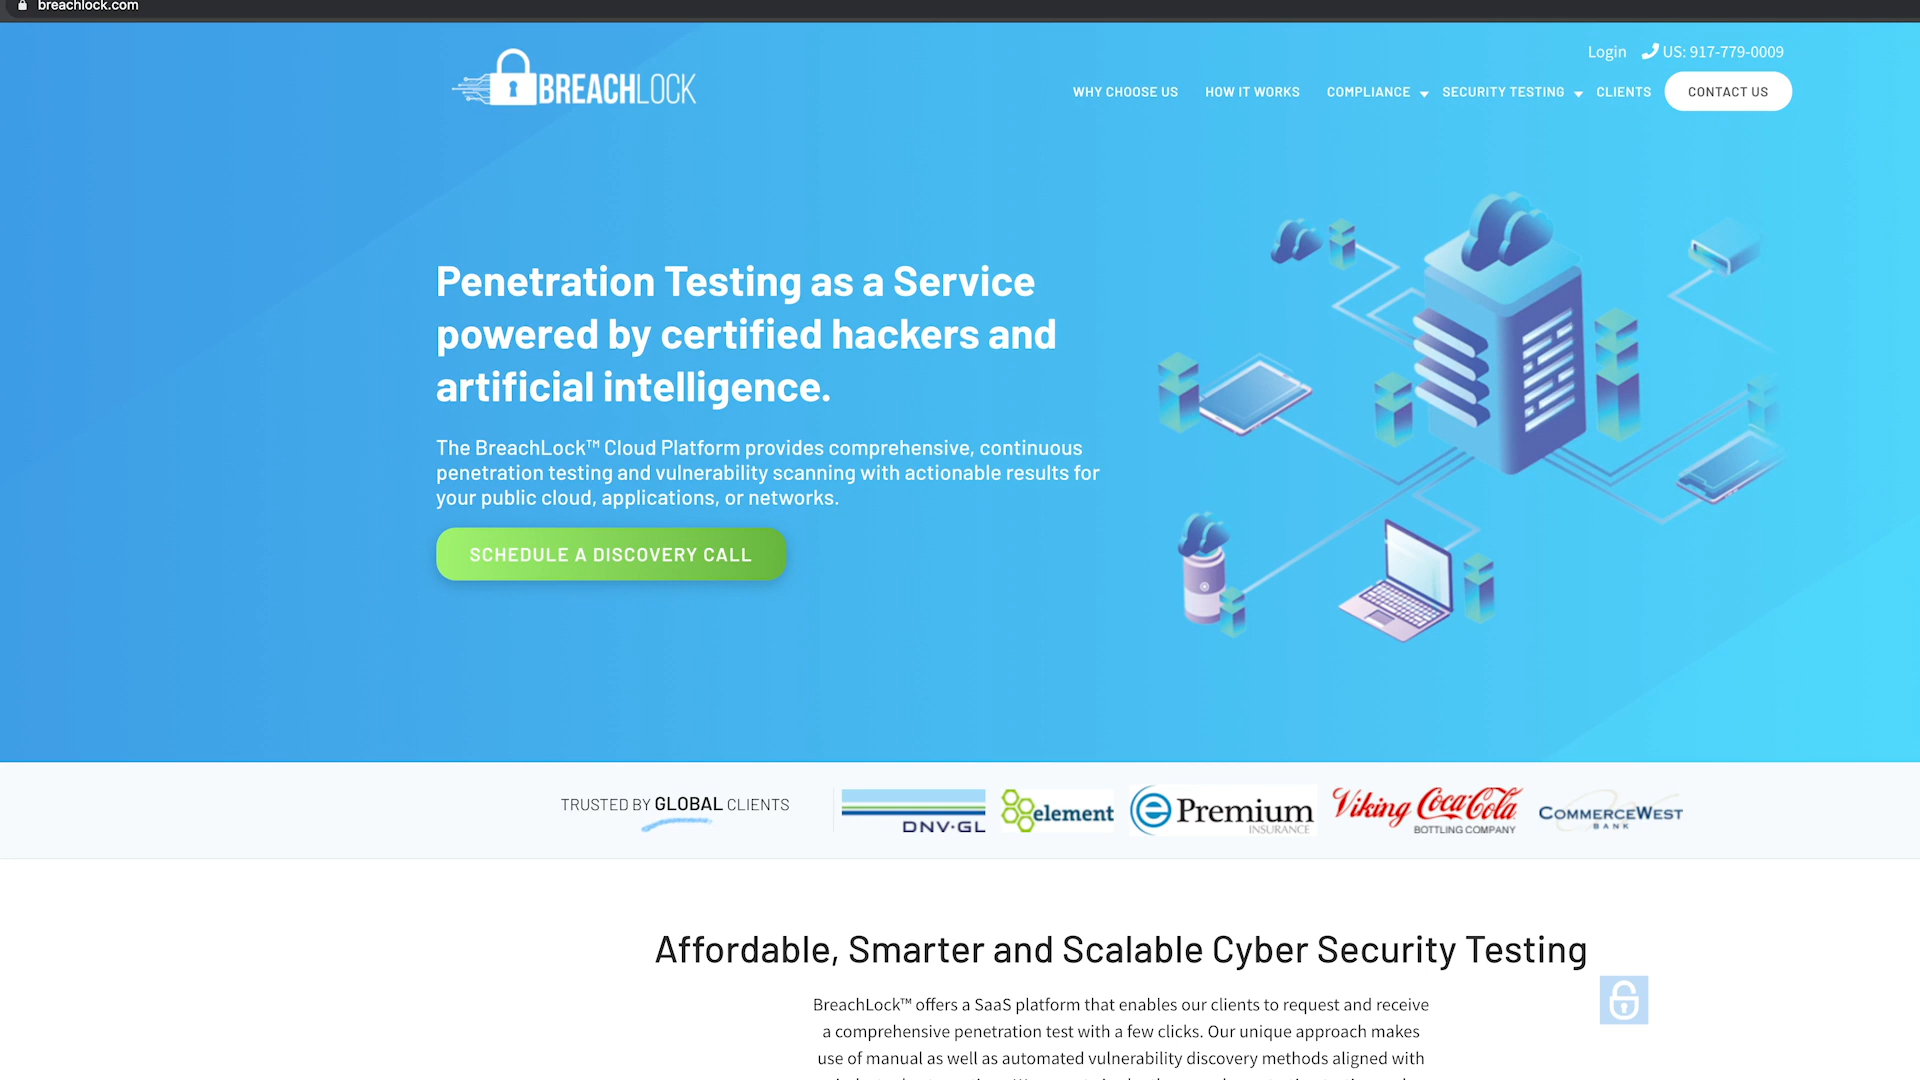 breachlock.com
Login US: 917-779-0009
BREACHLOCK
WHY CHOOSE US HOW IT WORKS COMPLIANCE SECURITY TESTING CLIENTS CONTACT US
Penetration Testing as a Service
powered by certified hackers and
artificial intelligence.
The BreachLock™ Cloud Platform provides comprehensive, continuous
penetration testing and vulnerability scanning with actionable results for
your public cloud, applications, or networks.
SCHEDULE A DISCOVERY CALL
TRUSTED BY GLOBAL CLIENTS
DNV·GL
element
e Premium
INSURANCE
Viking Coca-Cola
BOTTLING COMPANY
COMMERCEWEST
BANK
Affordable, Smarter and Scalable Cyber Security Testing
BreachLock™ offers a SaaS platform that enables our clients to request and receive
a comprehensive penetration test with a few clicks. Our unique approach makes
use of manual as well as automated vulnerability discovery methods aligned with